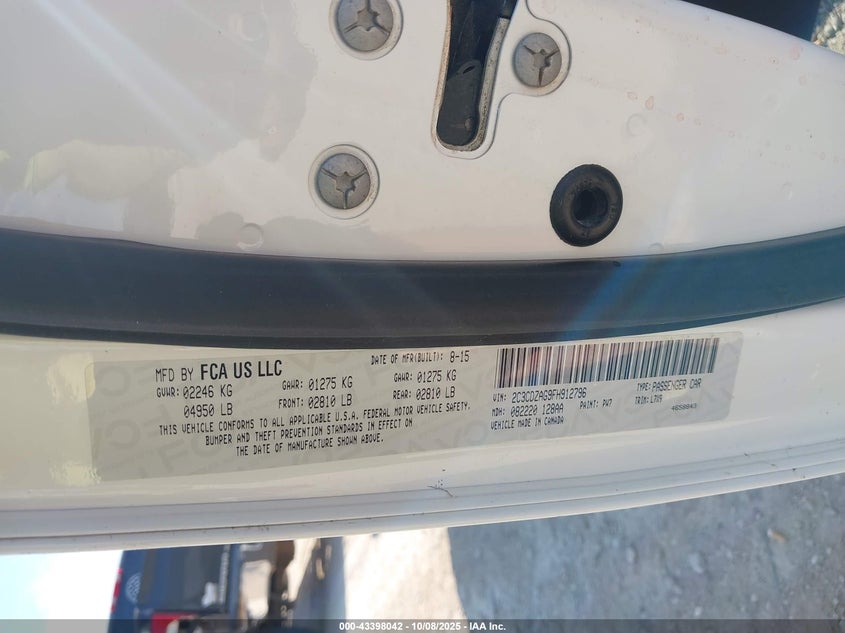 MFD BY FCA US LLC DATE OF MFR(BUILT): 8-15
GVWR: 02246 KG GAWR: 01275 KG GAWR: 01275 KG
04950 LB FRONT: 02810 LB REAR: 02810 LB
THIS VEHICLE CONFORMS TO ALL APPLICABLE U.S.A. FEDERAL MOTOR VEHICLE SAFETY,
BUMPER AND THEFT PREVENTION STANDARDS IN EFFECT ON
THE DATE OF MANUFACTURE SHOWN ABOVE.
VIN: 2C3CDZAG9FH912796 TYPE: PASSENGER CAR
MDH: 082220 128AA PAINT: PW7 TRIM: L7X9
VEHICLE MADE IN CANADA
000-43398042 | 10/08/2025 - IAA Inc.